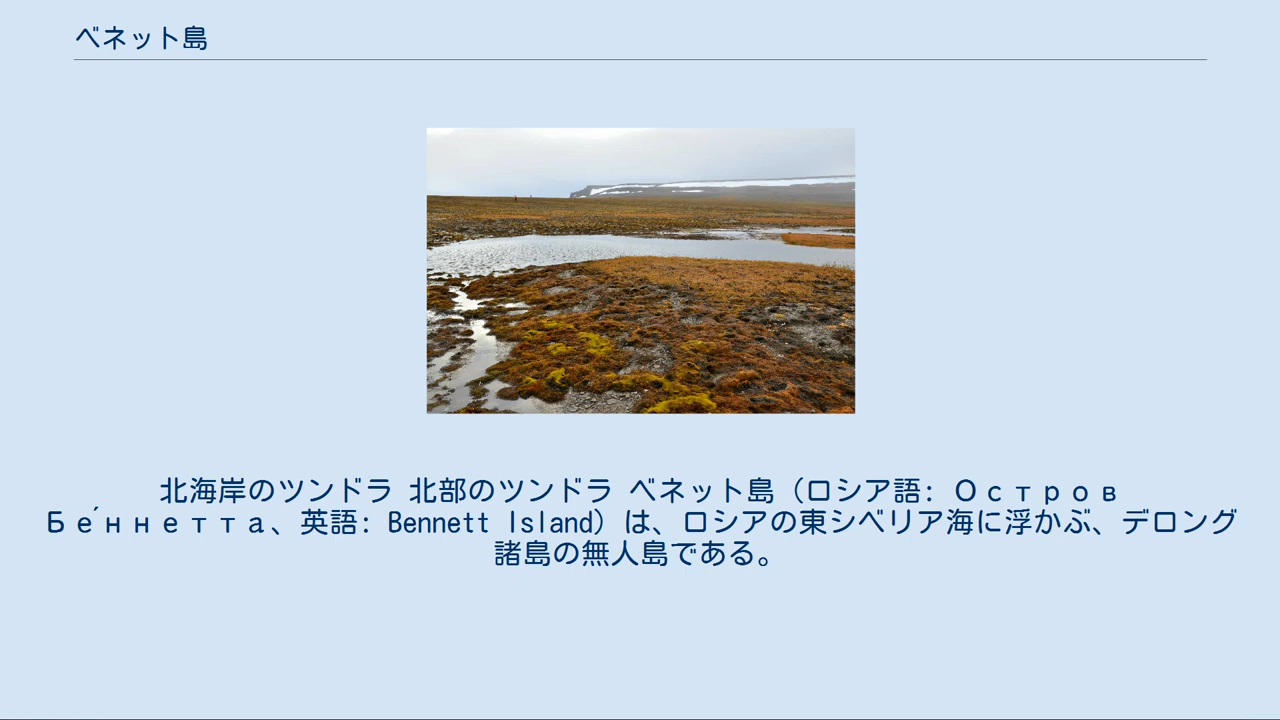 ベネット島
北海岸のツンドラ 北部のツンドラ ベネット島（ロシア語: Остров
Бе́ннетта、英語: Bennett Island）は、ロシアの東シベリア海に浮かぶ、デロング
諸島の無人島である。